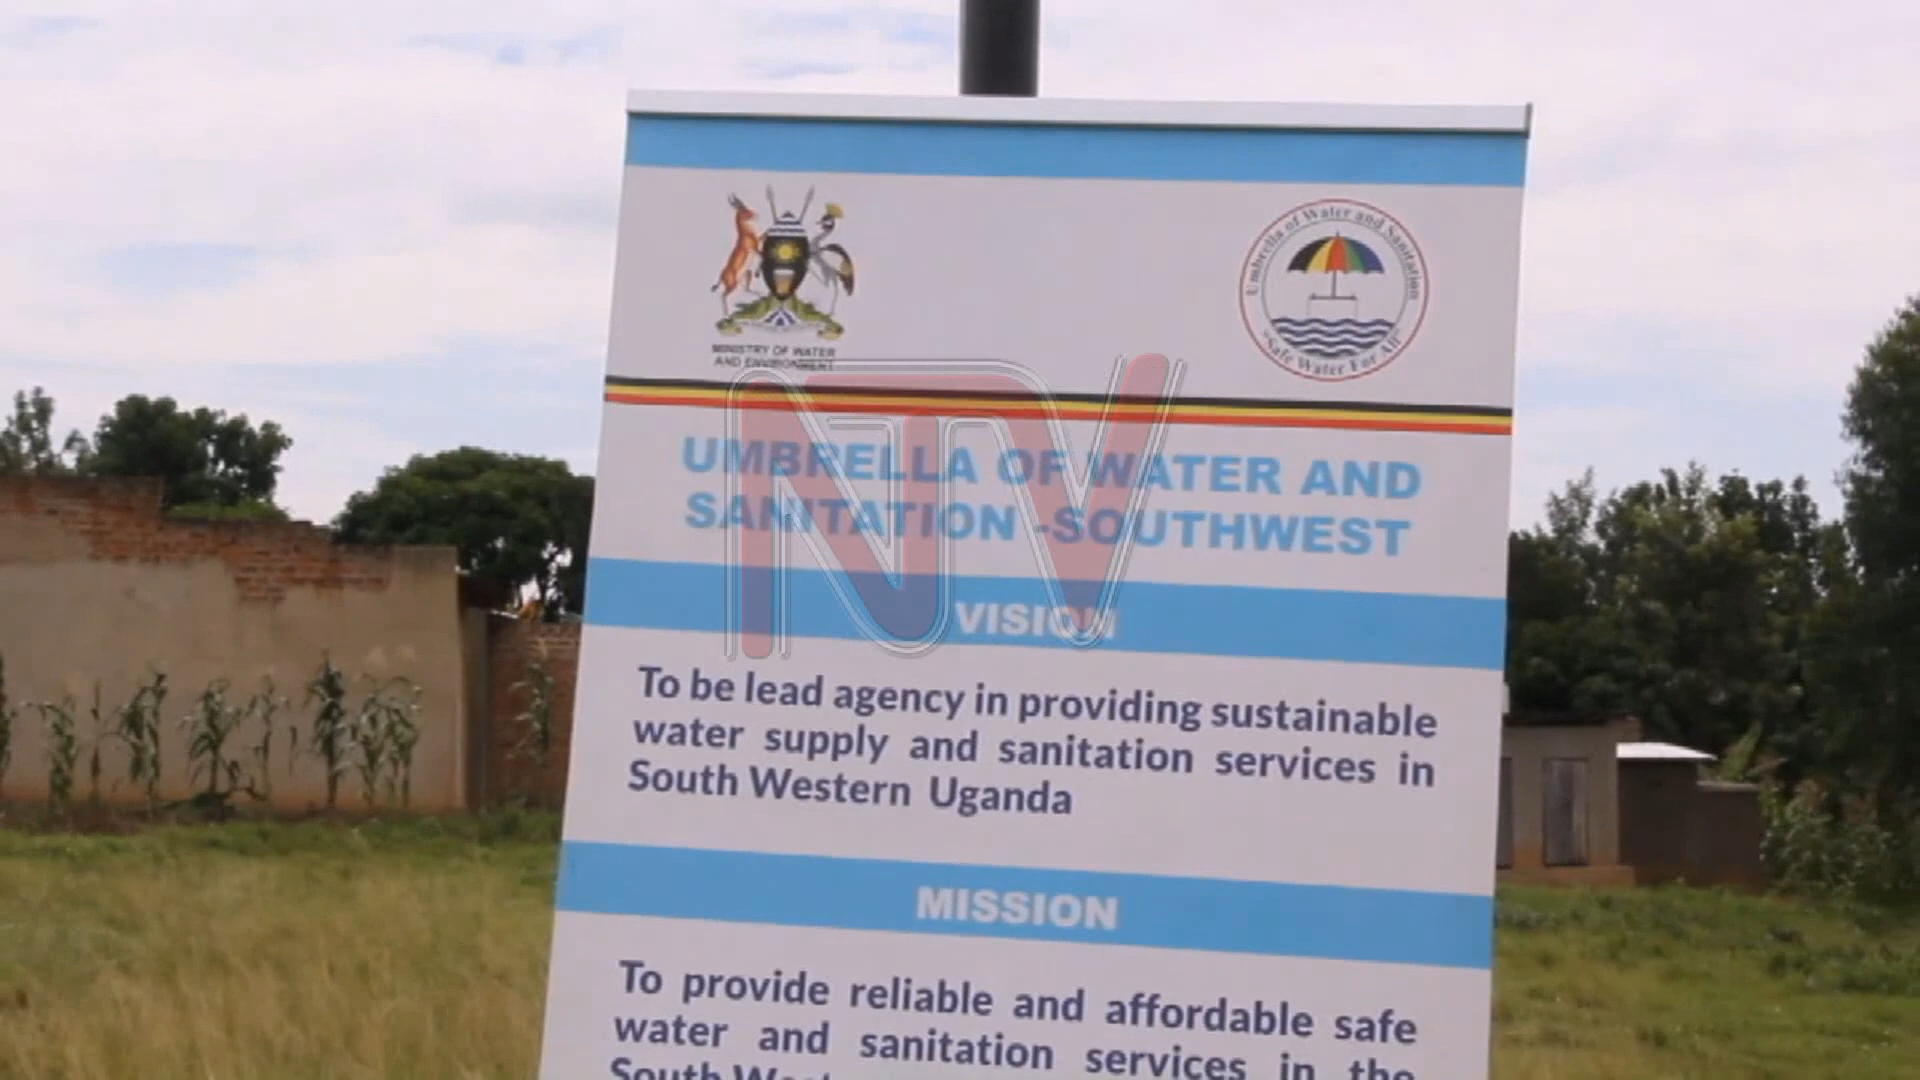 MINISTRY OF WATER
AND ENVIRONMENT
Umbrella of Water and Sanitation
"Safe Water For All"
NTV
UMBRELLA OF WATER AND
SANITATION -SOUTHWEST
VISION
To be lead agency in providing sustainable
water supply and sanitation services in
South Western Uganda
MISSION
To provide reliable and affordable safe
water and sanitation services in the
South